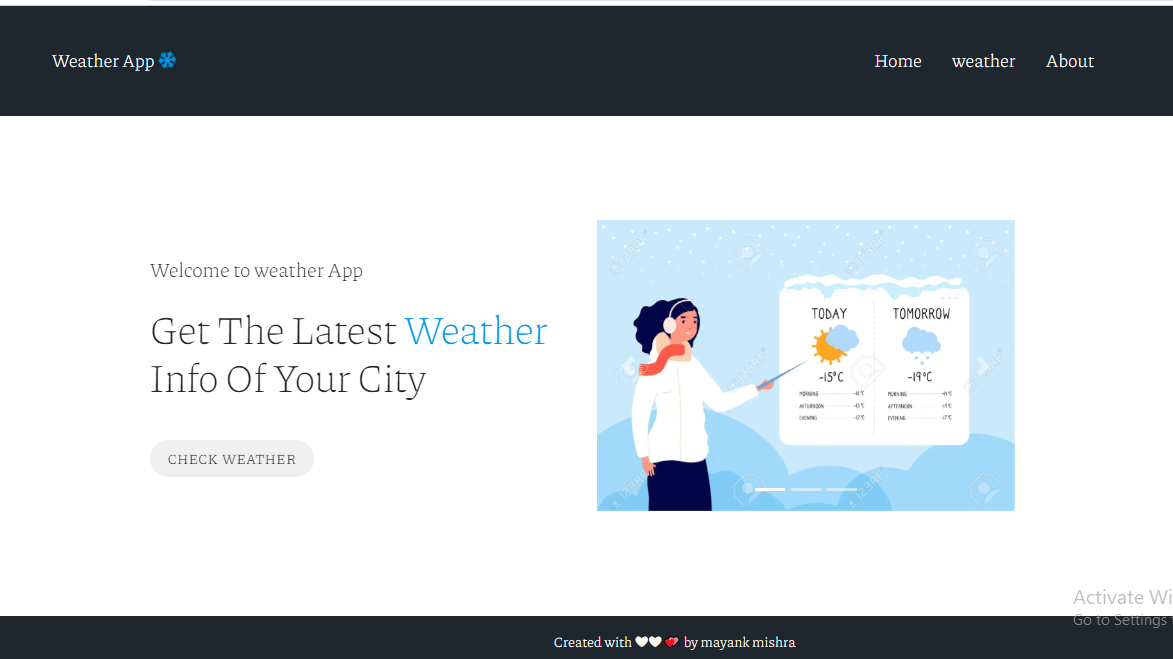 Weather App
Home
weather
About
Welcome to weather App
Get The Latest Weather
Info Of Your City
CHECK WEATHER
TODAY
TOMORROW
-15°C
-19°C
MORNING
AFTERNOON
EVENING
MORNING
AFTERNOON
EVENING
123RF
Activate Wi
Go to Settings
Created with 🤍🤍💕 by mayank mishra